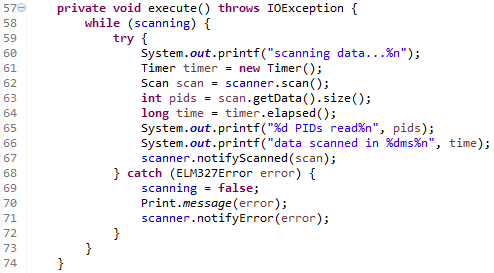 57 private void execute() throws IOException {
58     while (scanning) {
59         try {
60             System.out.printf("scanning data...%n");
61             Timer timer = new Timer();
62             Scan scan = scanner.scan();
63             int pids = scan.getData().size();
64             long time = timer.elapsed();
65             System.out.printf("%d PIDs read%n", pids);
66             System.out.printf("data scanned in %dms%n", time);
67             scanner.notifyScanned(scan);
68         } catch (ELM327Error error) {
69             scanning = false;
70             Print.message(error);
71             scanner.notifyError(error);
72         }
73     }
74 }